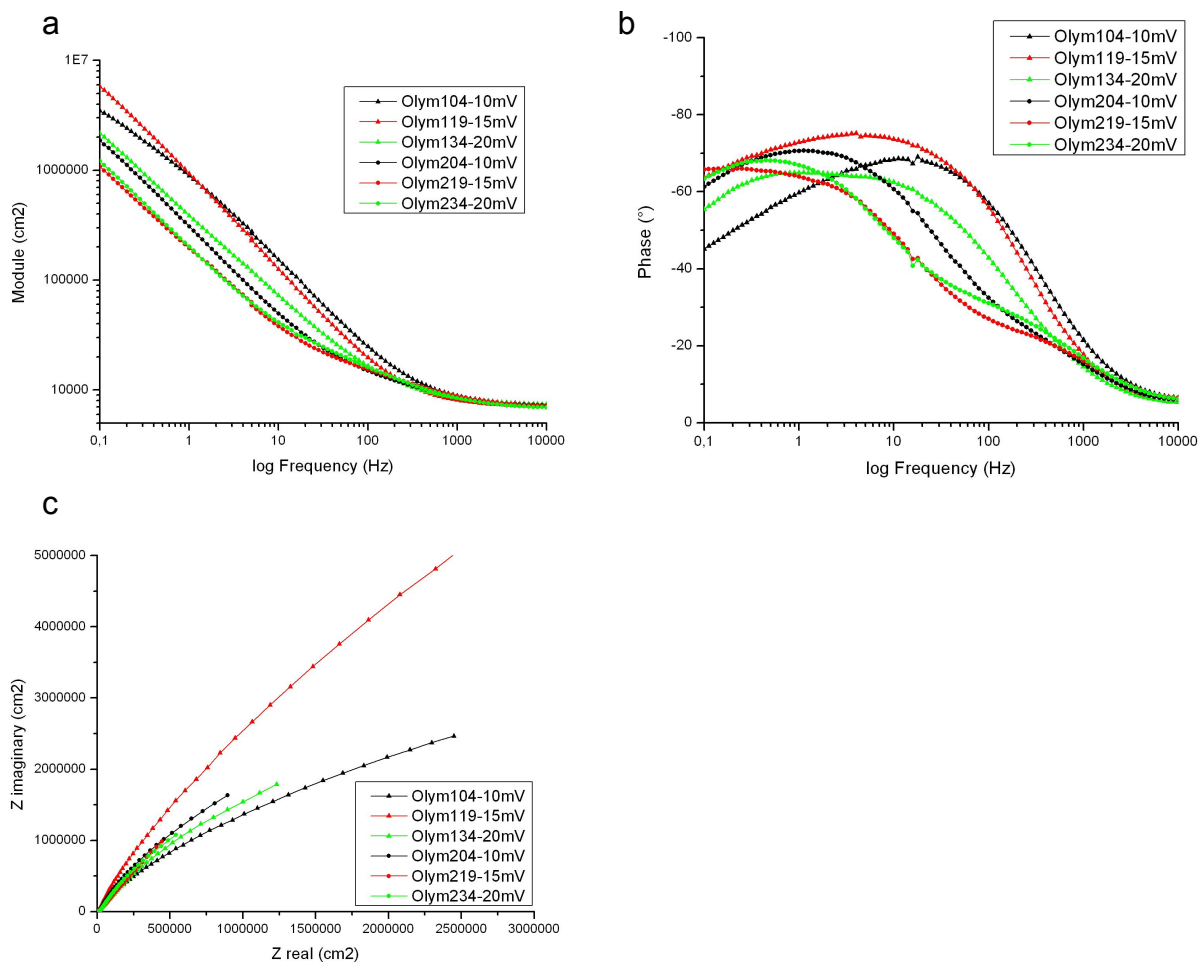 a
1E7
1000000
100000
10000
Module (cm2)
0,1 1 10 100 1000 10000
log Frequency (Hz)
Olym104-10mV
Olym119-15mV
Olym134-20mV
Olym204-10mV
Olym219-15mV
Olym234-20mV
b
-100
-80
-60
-40
-20
0
Phase (°)
0,1 1 10 100 1000 10000
log Frequency (Hz)
Olym104-10mV
Olym119-15mV
Olym134-20mV
Olym204-10mV
Olym219-15mV
Olym234-20mV
c
5000000
4000000
3000000
2000000
1000000
0
Z imaginary (cm2)
0 500000 1000000 1500000 2000000 2500000 3000000
Z real (cm2)
Olym104-10mV
Olym119-15mV
Olym134-20mV
Olym204-10mV
Olym219-15mV
Olym234-20mV